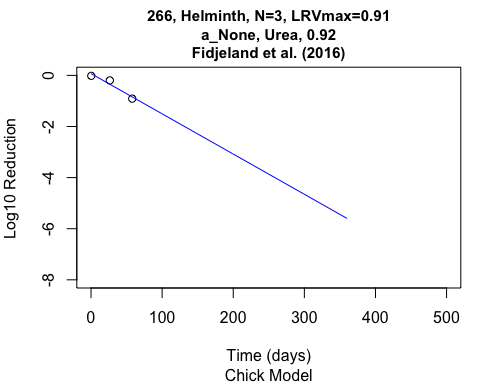 266, Helminth, N=3, LRVmax=0.91
a_None, Urea, 0.92
Fidjeland et al. (2016)
Log10 Reduction
0
-2
-4
-6
-8
0 100 200 300 400 500
Time (days)
Chick Model